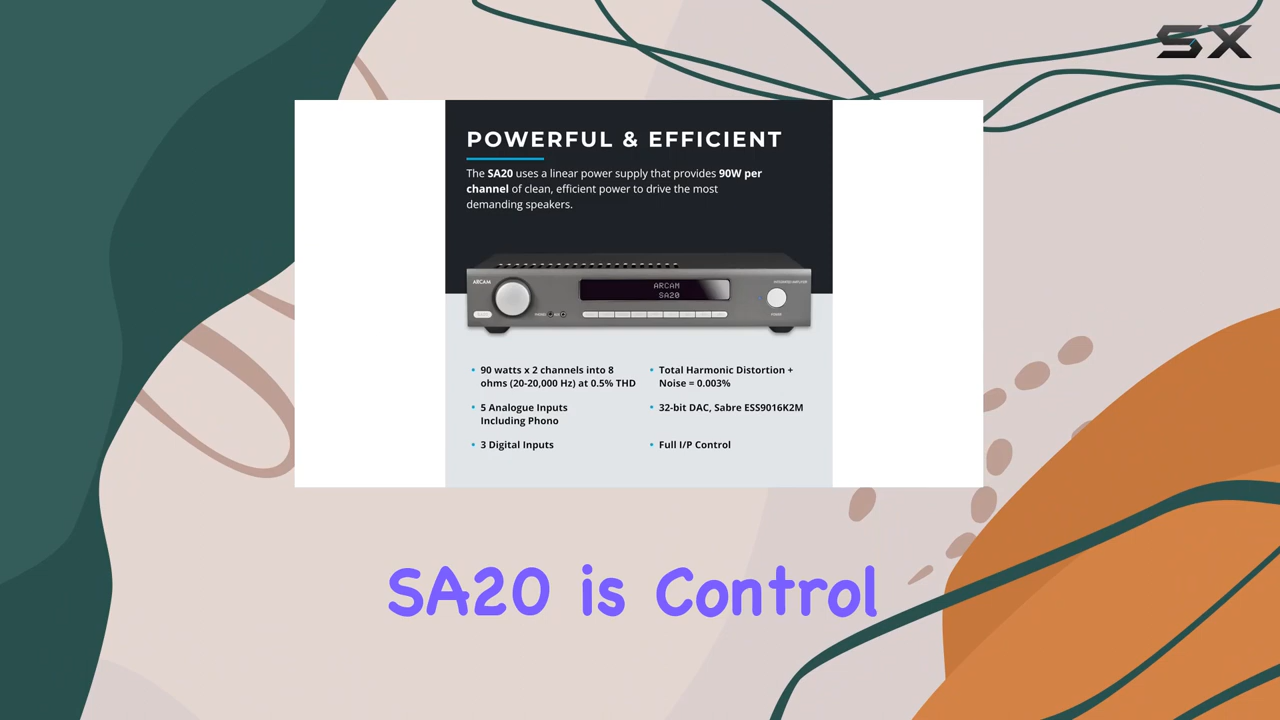 SX
POWERFUL & EFFICIENT
The SA20 uses a linear power supply that provides 90W per
channel of clean, efficient power to drive the most
demanding speakers.
ARCAM
ARCAM
SA20
• 90 watts x 2 channels into 8
ohms (20-20,000 Hz) at 0.5% THD
• 5 Analogue Inputs
Including Phono
• 3 Digital Inputs
• Total Harmonic Distortion +
Noise = 0.003%
• 32-bit DAC, Sabre ESS9016K2M
• Full I/P Control
SA20 is Control